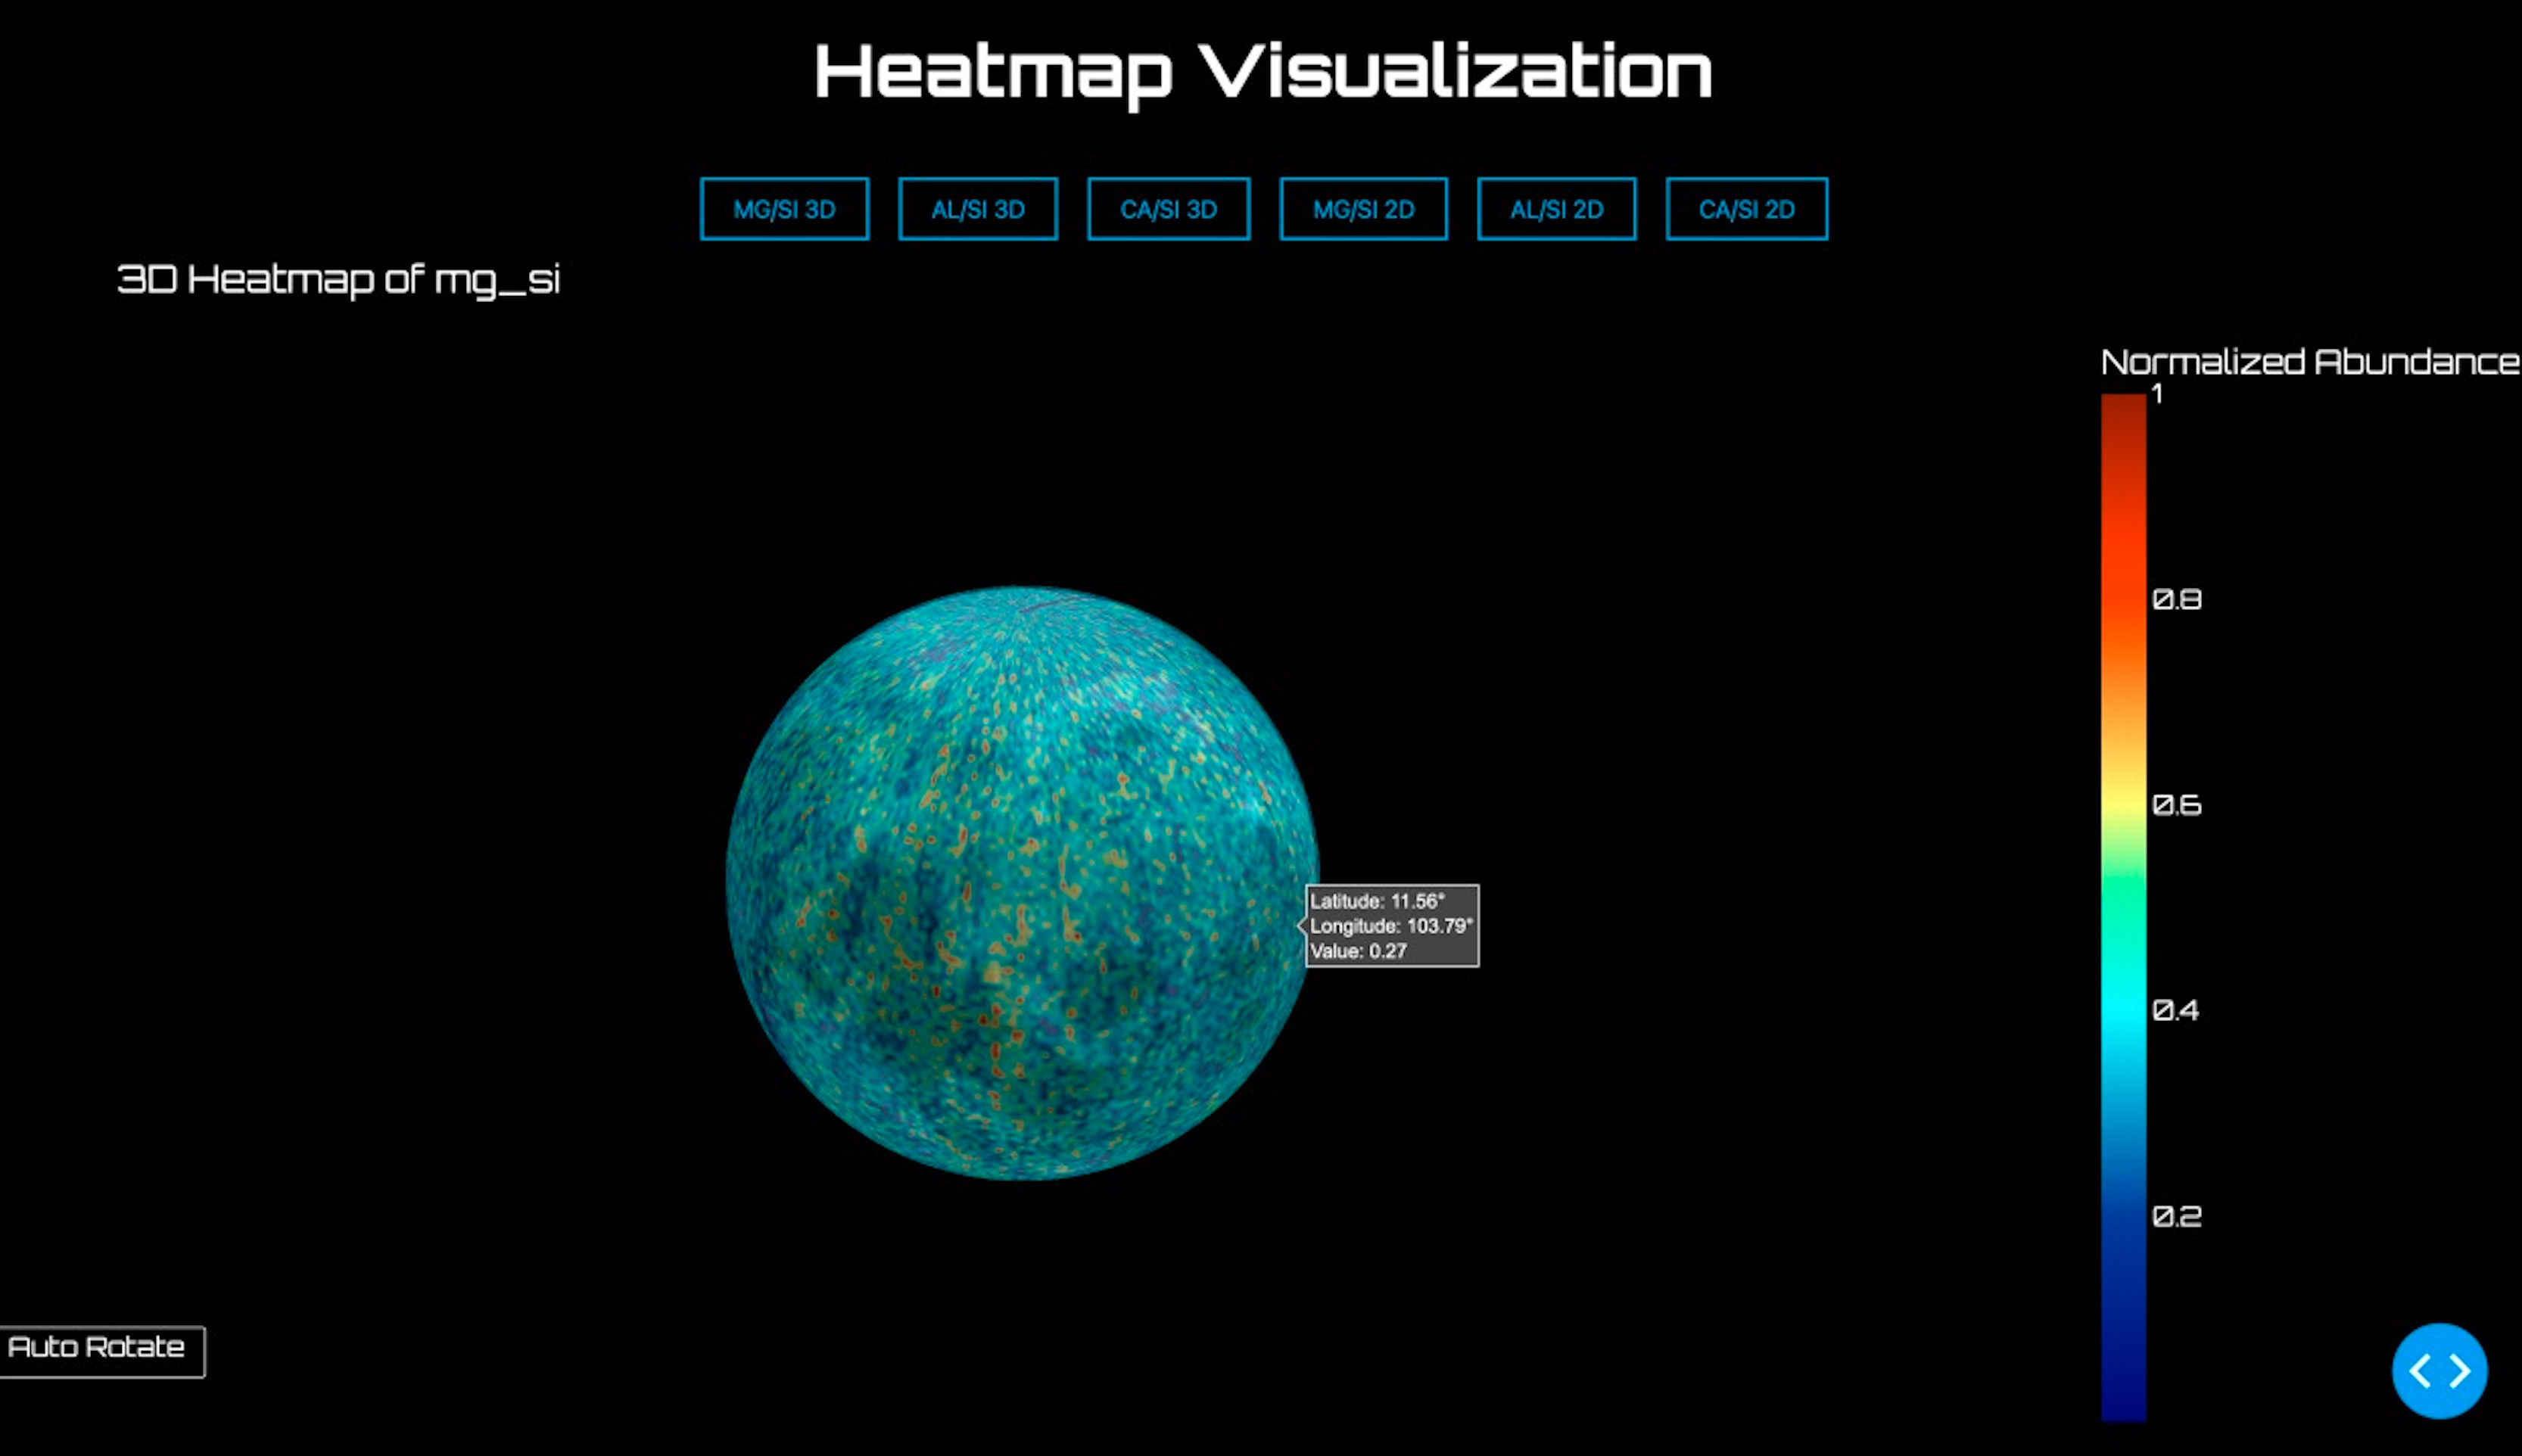 Heatmap Visualization
MG/SI 3D
AL/SI 3D
CA/SI 3D
MG/SI 2D
AL/SI 2D
CA/SI 2D
3D Heatmap of mg_si
Normalized Abundance
1
0.8
0.6
0.4
0.2
Latitude: 11.56°
Longitude: 103.79°
Value: 0.27
Auto Rotate